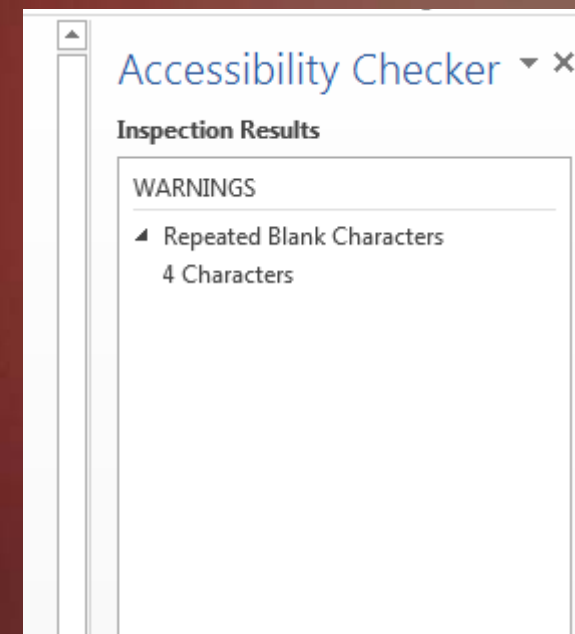 Accessibility Checker
Inspection Results
WARNINGS
Repeated Blank Characters
4 Characters